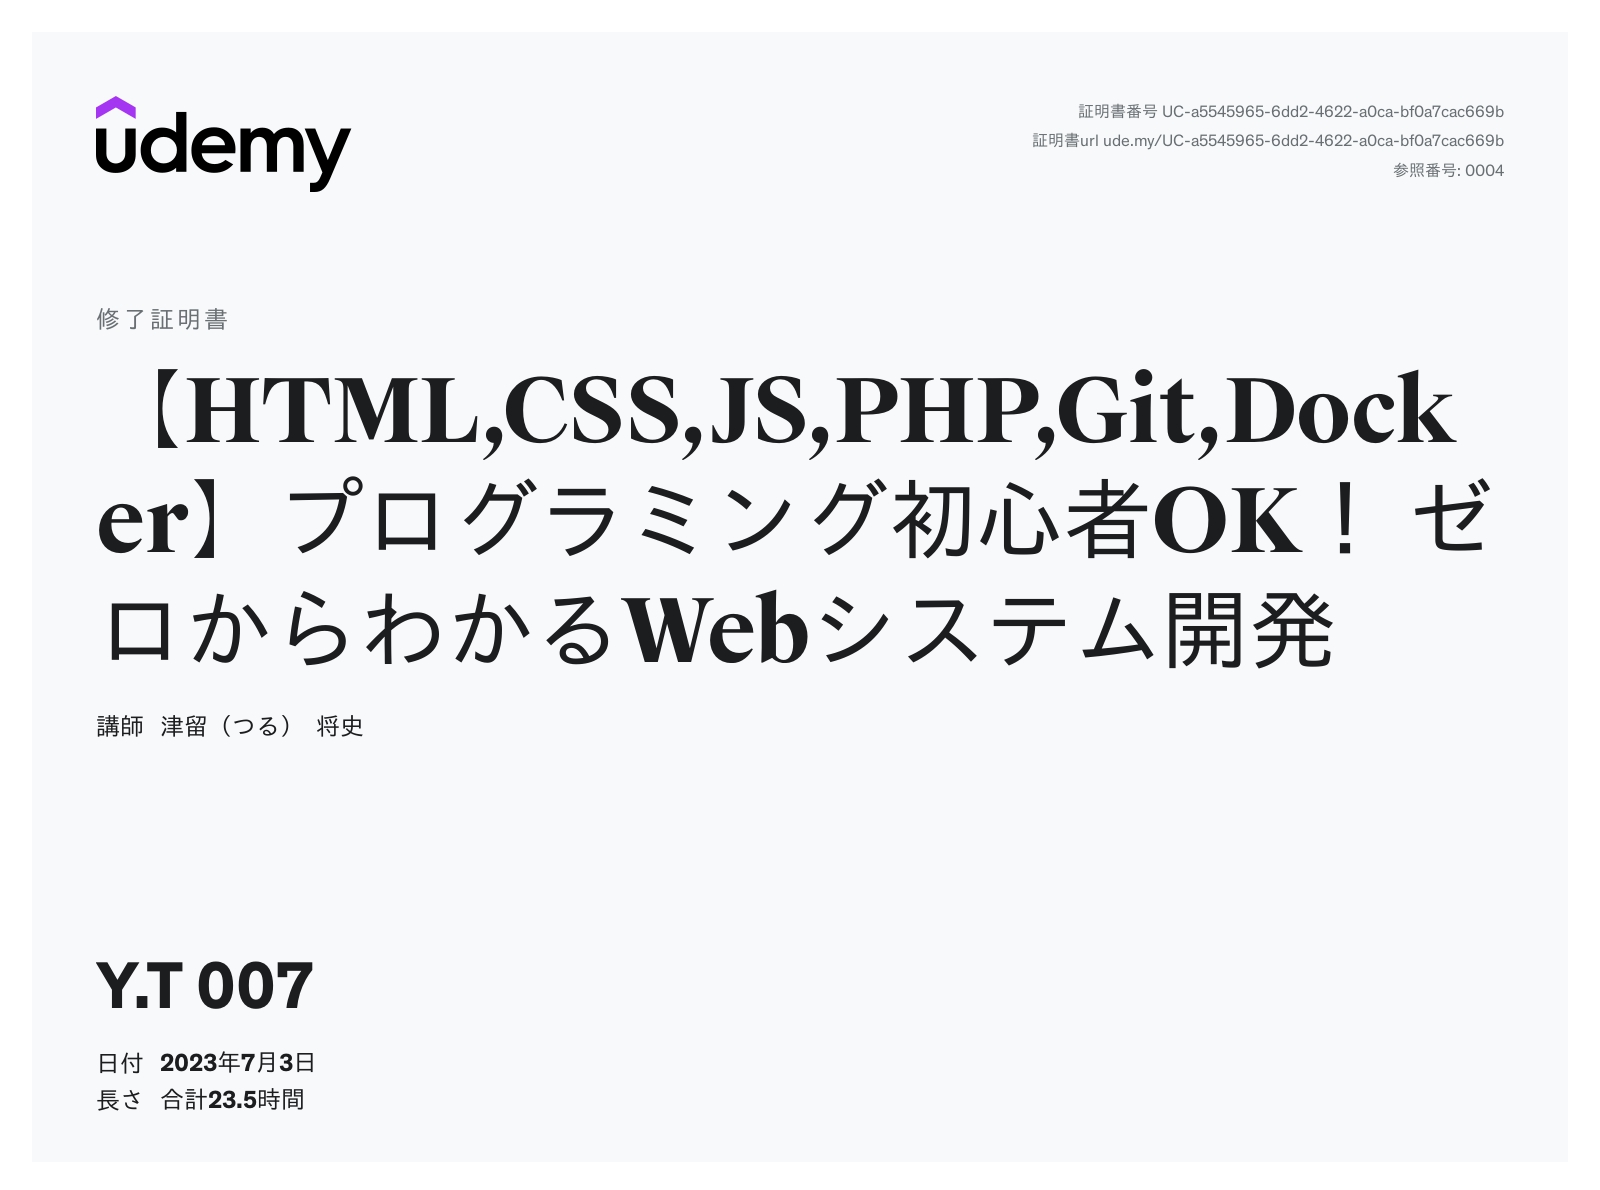 udemy
証明書番号 UC-a5545965-6dd2-4622-a0ca-bf0a7cac669b
証明書url ude.my/UC-a5545965-6dd2-4622-a0ca-bf0a7cac669b
参照番号: 0004
修了証明書
【HTML,CSS,JS,PHP,Git,Dock
er】 プログラミング初心者OK！ ゼ
ロからわかるWebシステム開発
講師 津留（つる） 将史
Y.T 007
日付 2023年7月3日
長さ 合計23.5時間